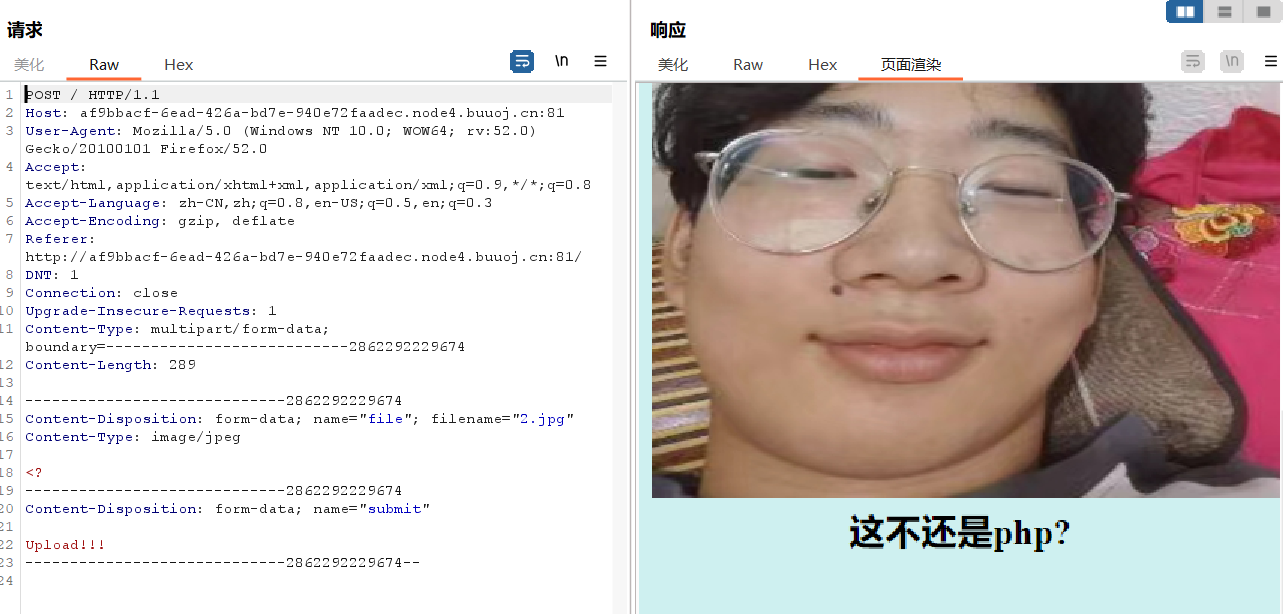 请求
美化 Raw Hex \n
1 POST / HTTP/1.1
2 Host: af9bbacf-6ead-426a-bd7e-940e72faadec.node4.buuoj.cn:81
3 User-Agent: Mozilla/5.0 (Windows NT 10.0; WOW64; rv:52.0)
Gecko/20100101 Firefox/52.0
4 Accept:
text/html,application/xhtml+xml,application/xml;q=0.9,*/*;q=0.8
5 Accept-Language: zh-CN,zh;q=0.8,en-US;q=0.5,en;q=0.3
6 Accept-Encoding: gzip, deflate
7 Referer:
http://af9bbacf-6ead-426a-bd7e-940e72faadec.node4.buuoj.cn:81/
8 DNT: 1
9 Connection: close
10 Upgrade-Insecure-Requests: 1
11 Content-Type: multipart/form-data;
boundary=---------------------------2862292229674
12 Content-Length: 289
13
14 -----------------------------2862292229674
15 Content-Disposition: form-data; name="file"; filename="2.jpg"
16 Content-Type: image/jpeg
17
18 <?
19 -----------------------------2862292229674
20 Content-Disposition: form-data; name="submit"
21
22 Upload!!!
23 -----------------------------2862292229674--
24
响应
美化 Raw Hex 页面渲染 \n
这不还是php?